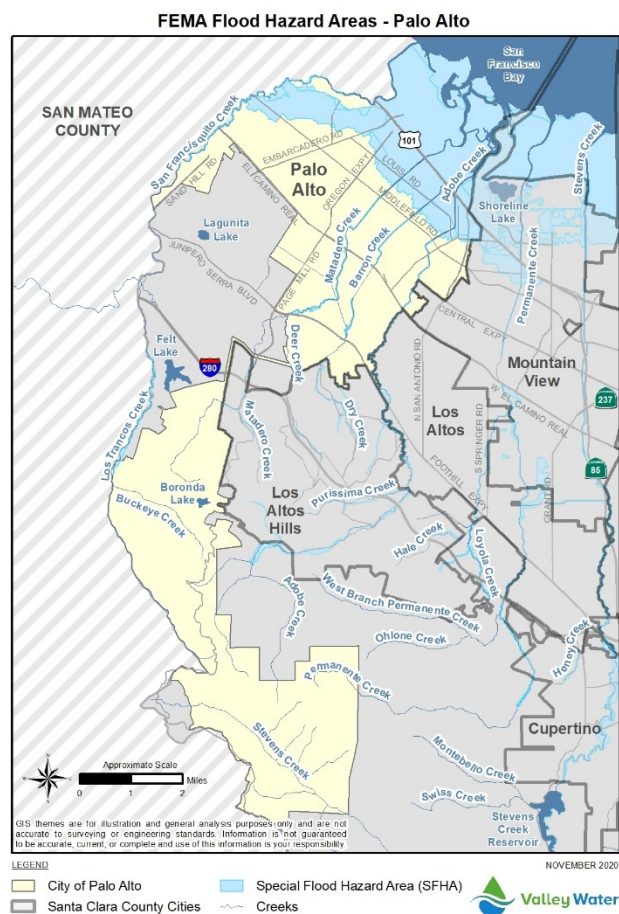 FEMA Flood Hazard Areas - Palo Alto
San
Francisco
Bay
SAN MATEO
COUNTY
San Francisquito Creek
101
EMBARCADERO RD
SAND HILL RD
EL CAMINO REAL
Palo
Alto
OREGON EXPY
LOUIS RD
MIDDLEFIELD RD
Adobe Creek
Stevens Creek
Shoreline
Lake
Lagunita
Lake
Matadero Creek
Barron Creek
Permanente Creek
JUNIPERO SERRA BLVD
PAGE MILL RD
CENTRAL EXPY
Deer Creek
Felt
Lake
280
Mountain
View
N SAN ANTONIO RD
W EL CAMINO REAL
237
Los
Altos
S SPRINGER RD
Los Trancos Creek
Matadero
Creek
Dry Creek
85
FOOTHILL EXPY
GRANT RD
Boronda
Lake
Buckeye Creek
Los
Altos
Hills
Purissima Creek
Hale Creek
Loyola Creek
Adobe
Creek
West Branch Permanente Creek
Ohlone Creek
Heney Creek
Permanente Creek
Stevens Creek
Cupertino
Montebello Creek
Swiss Creek
Stevens
Creek
Reservoir
Approximate Scale
0 1 2
Miles
GIS themes are for illustration and general analysis purposes only and are not
accurate to surveying or engineering standards. Information is not guaranteed
to be accurate, current, or complete and use of this information is your responsibility.
LEGEND
NOVEMBER 2020
City of Palo Alto
Special Flood Hazard Area (SFHA)
Santa Clara County Cities
Creeks
Valley Water